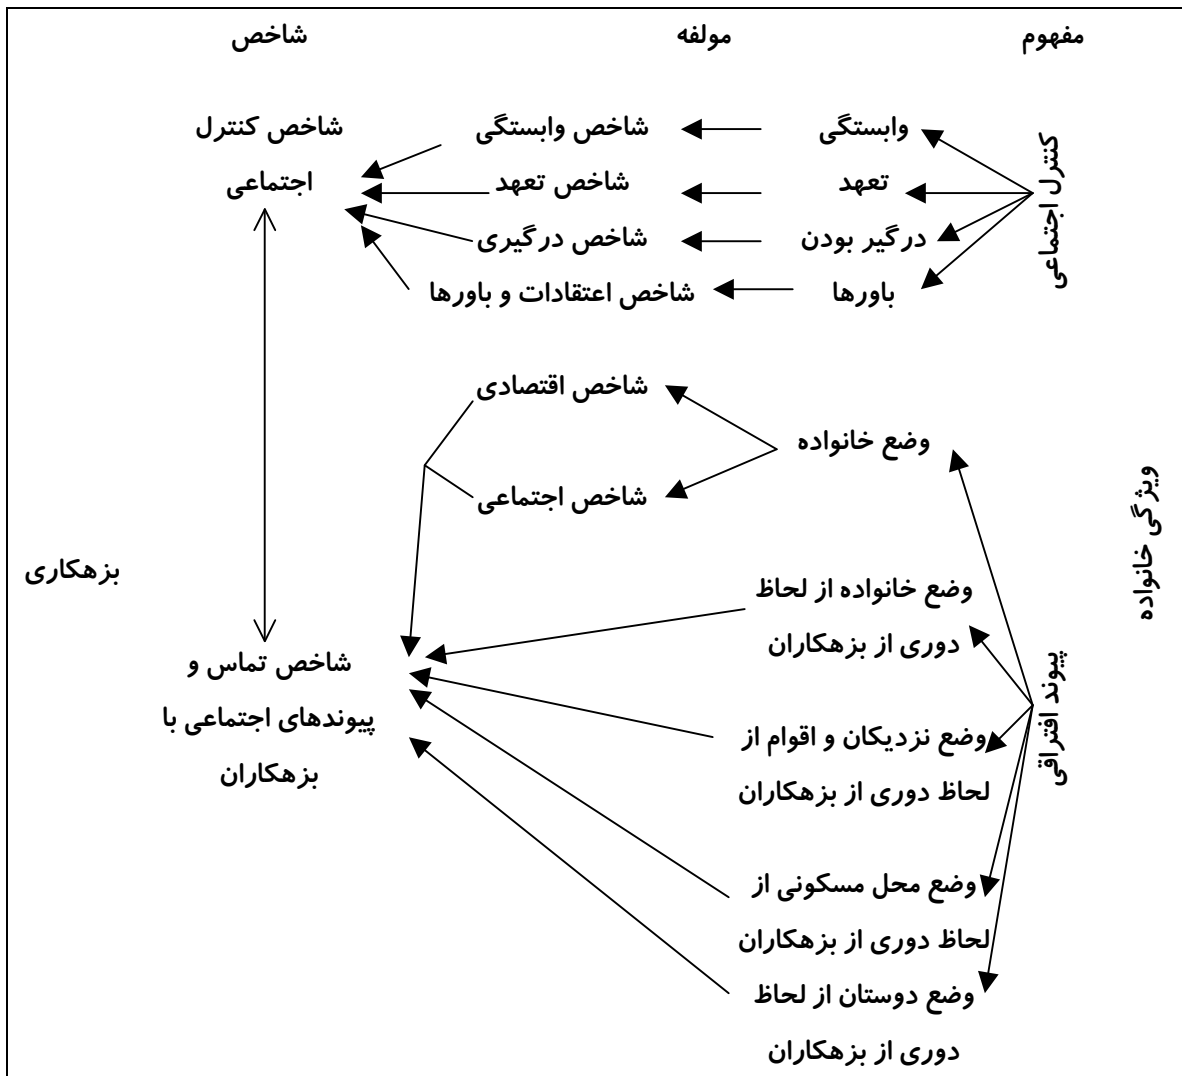 مفهوم
مولفه
شاخص
کنترل اجتماعی
وابستگی
شاخص وابستگی
شاخص کنترل
تعهد
شاخص تعهد
اجتماعی
درگیر بودن
شاخص درگیری
باورها
شاخص اعتقادات و باورها
ویژگی خانواده
شاخص اقتصادی
وضع خانواده
شاخص اجتماعی
بزهکاری
پیوند افتراقی
وضع خانواده از لحاظ
دوری از بزهکاران
شاخص تماس و
پیوندهای اجتماعی با
بزهکاران
وضع نزدیکان و اقوام از
لحاظ دوری از بزهکاران
وضع محل مسکونی از
لحاظ دوری از بزهکاران
وضع دوستان از لحاظ
دوری از بزهکاران